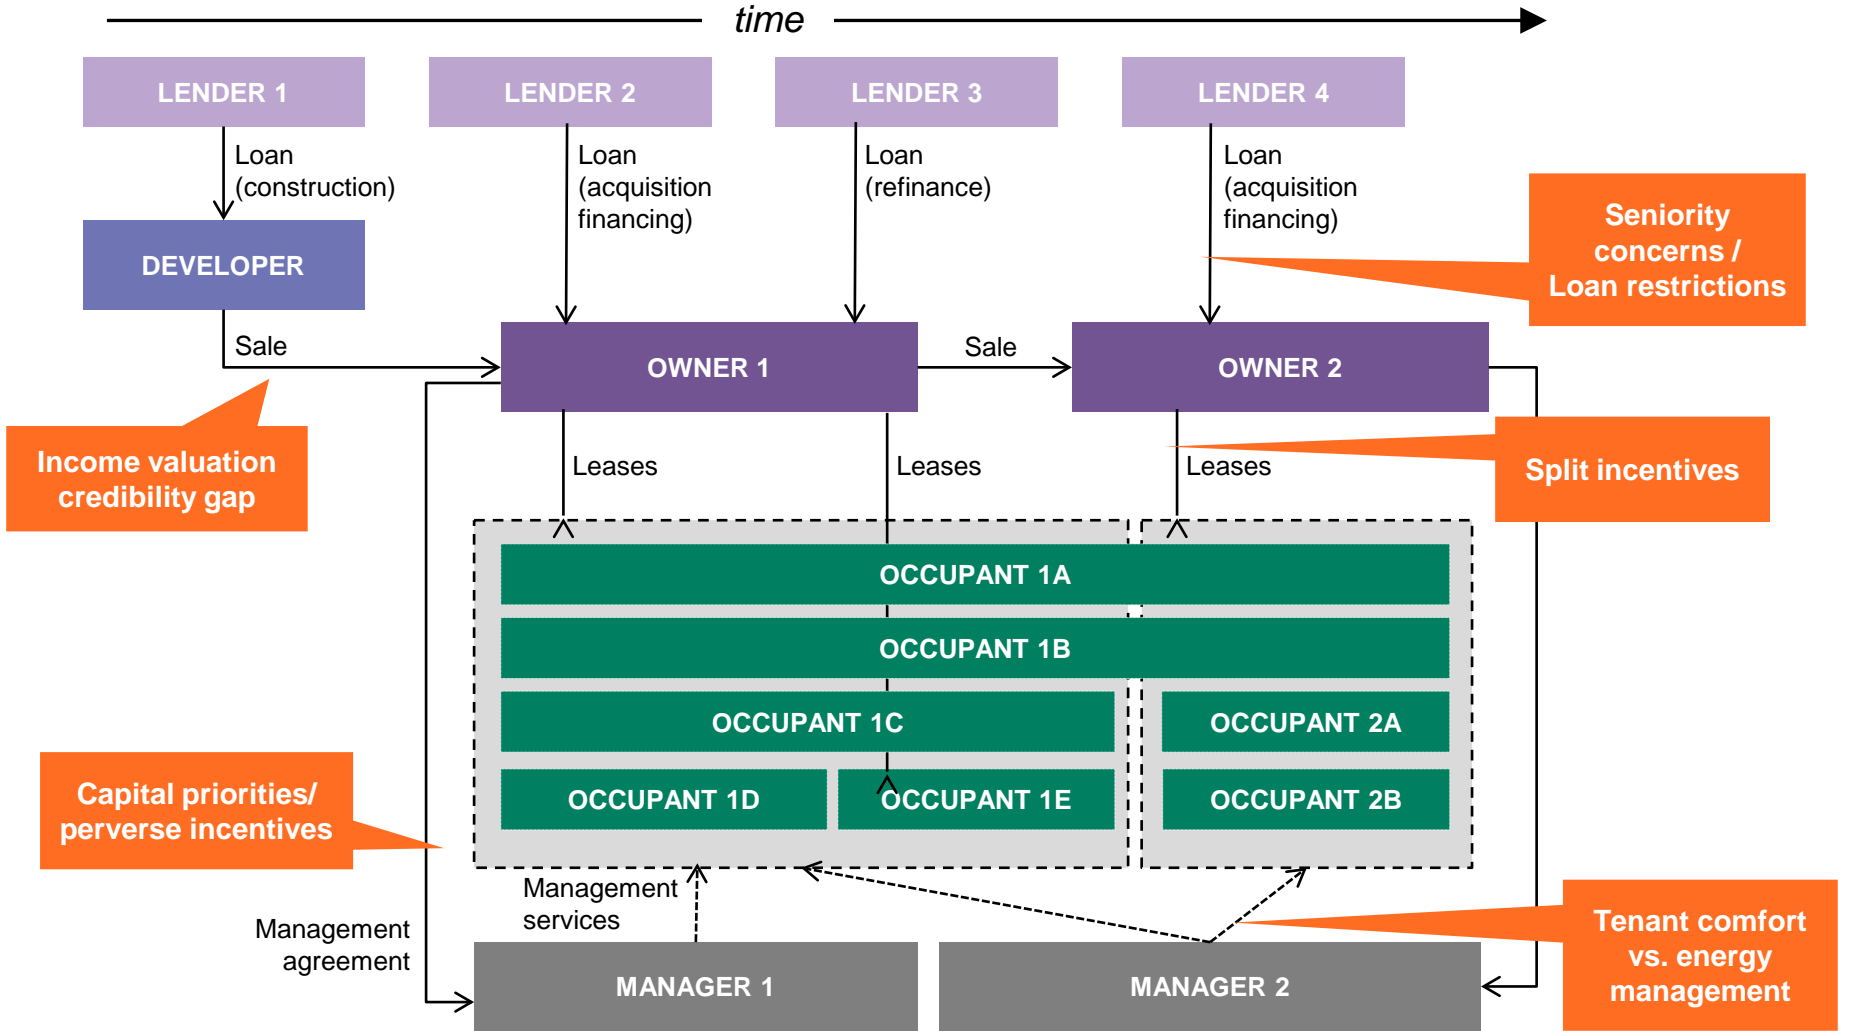 time
LENDER 1
LENDER 2
LENDER 3
LENDER 4
Loan
(construction)
Loan
(acquisition
financing)
Loan
(refinance)
Loan
(acquisition
financing)
Seniority
concerns /
Loan restrictions
DEVELOPER
Sale
OWNER 1
Sale
OWNER 2
Income valuation
credibility gap
Leases
Leases
Leases
Split incentives
OCCUPANT 1A
OCCUPANT 1B
OCCUPANT 1C
OCCUPANT 2A
OCCUPANT 1D
OCCUPANT 1E
OCCUPANT 2B
Capital priorities/
perverse incentives
Management
services
Management
agreement
Tenant comfort
vs. energy
management
MANAGER 1
MANAGER 2